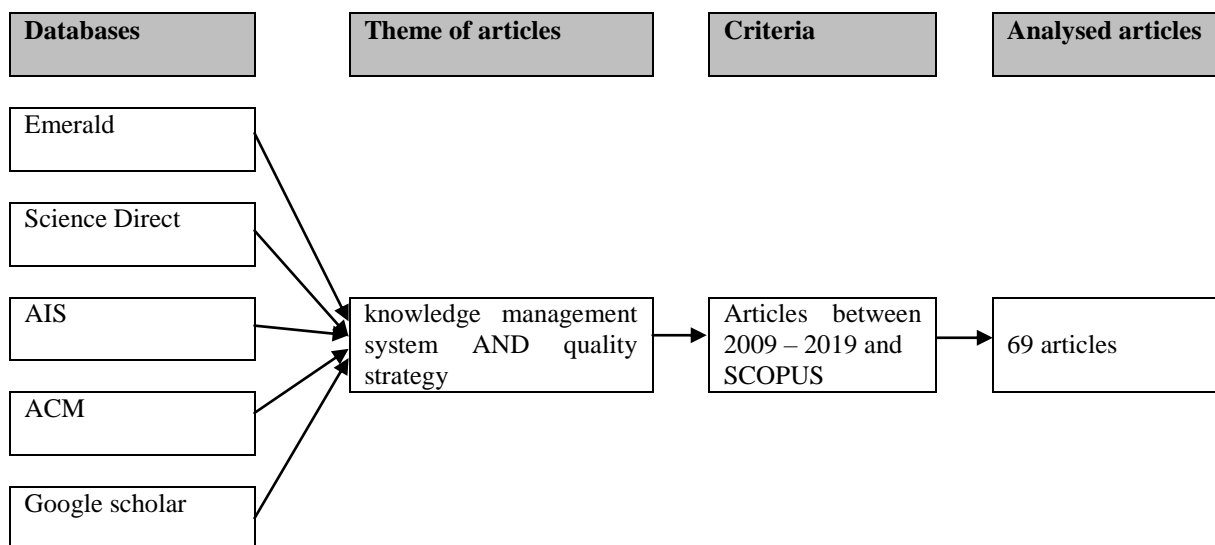 Databases
Theme of articles
Criteria
Analysed articles
Emerald
Science Direct
AIS
ACM
Google scholar
knowledge management
system AND quality
strategy
Articles between
2009 – 2019 and
SCOPUS
69 articles